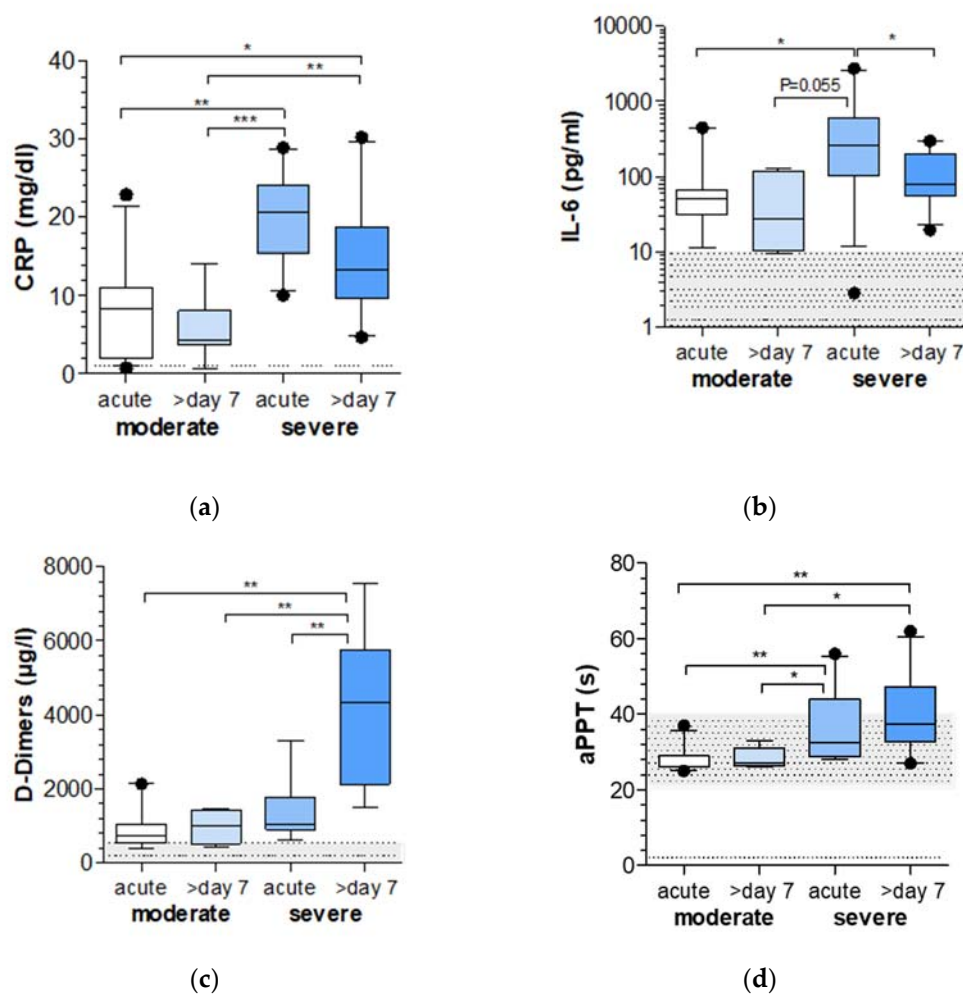 *
**
**
***
40
30
20
10
0
CRP (mg/dl)
acute >day 7 acute >day 7
moderate severe
(a)
*
*
P=0.055
10000
1000
100
10
1
IL-6 (pg/ml)
acute >day 7 acute >day 7
moderate severe
(b)
**
**
**
8000
6000
4000
2000
0
D-Dimers (µg/l)
acute >day 7 acute >day 7
moderate severe
(c)
**
*
**
*
80
60
40
20
0
aPPT (s)
acute >day 7 acute >day 7
moderate severe
(d)